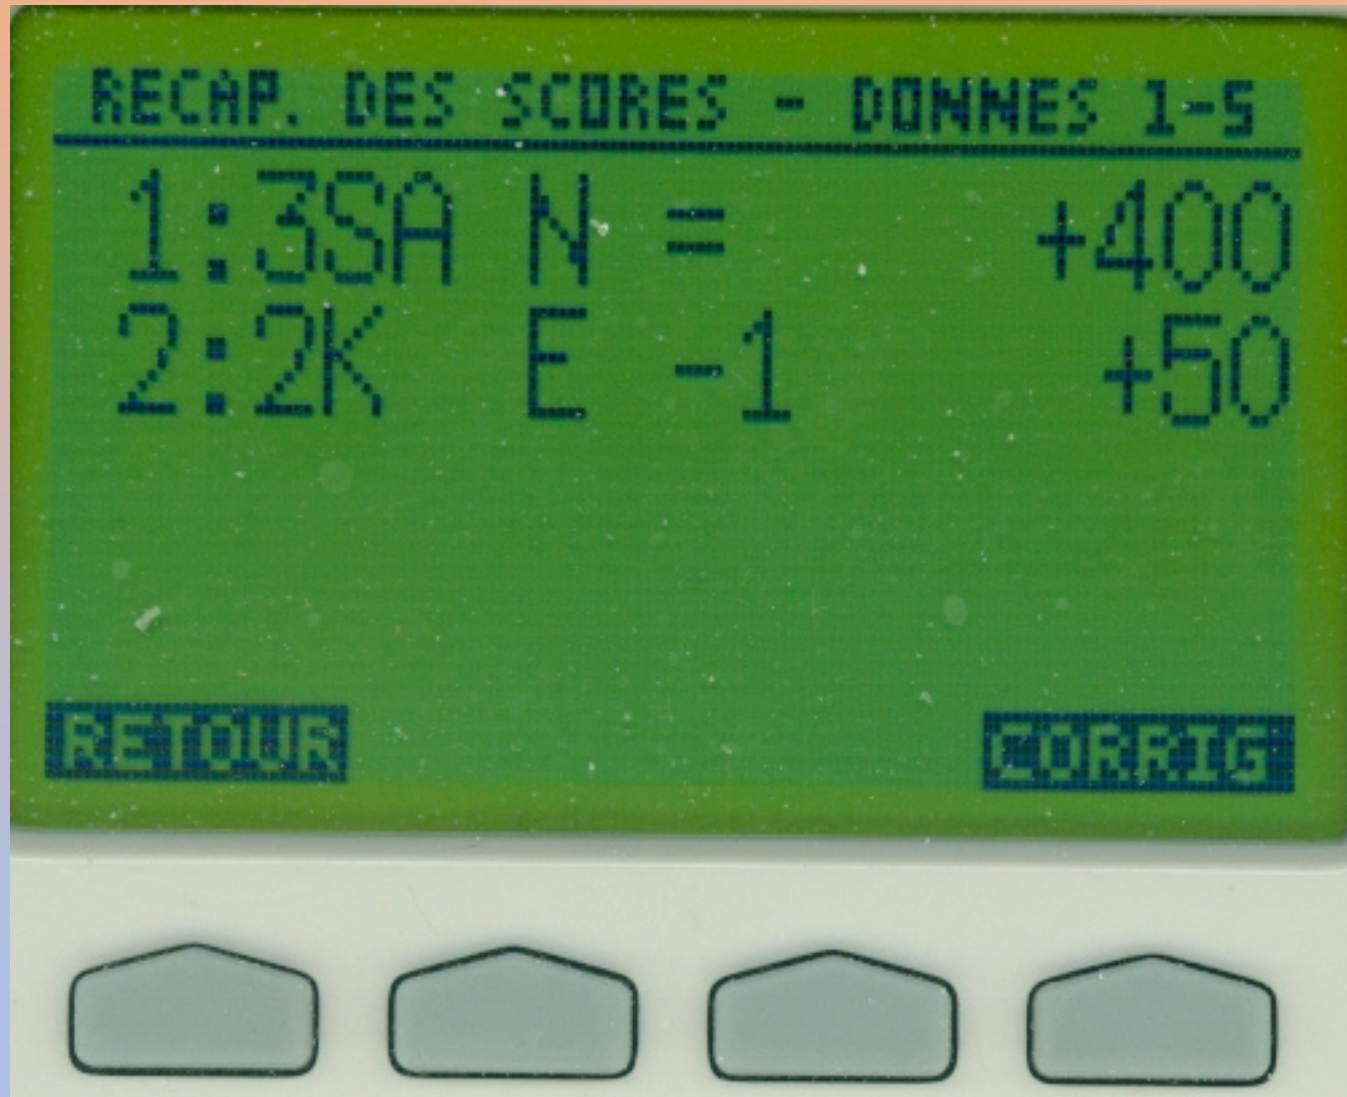 RECAP. DES SCORES - DONNES 1-5
1:3SA N = +400
2:2K E -1 +50
RETOUR CORRIG